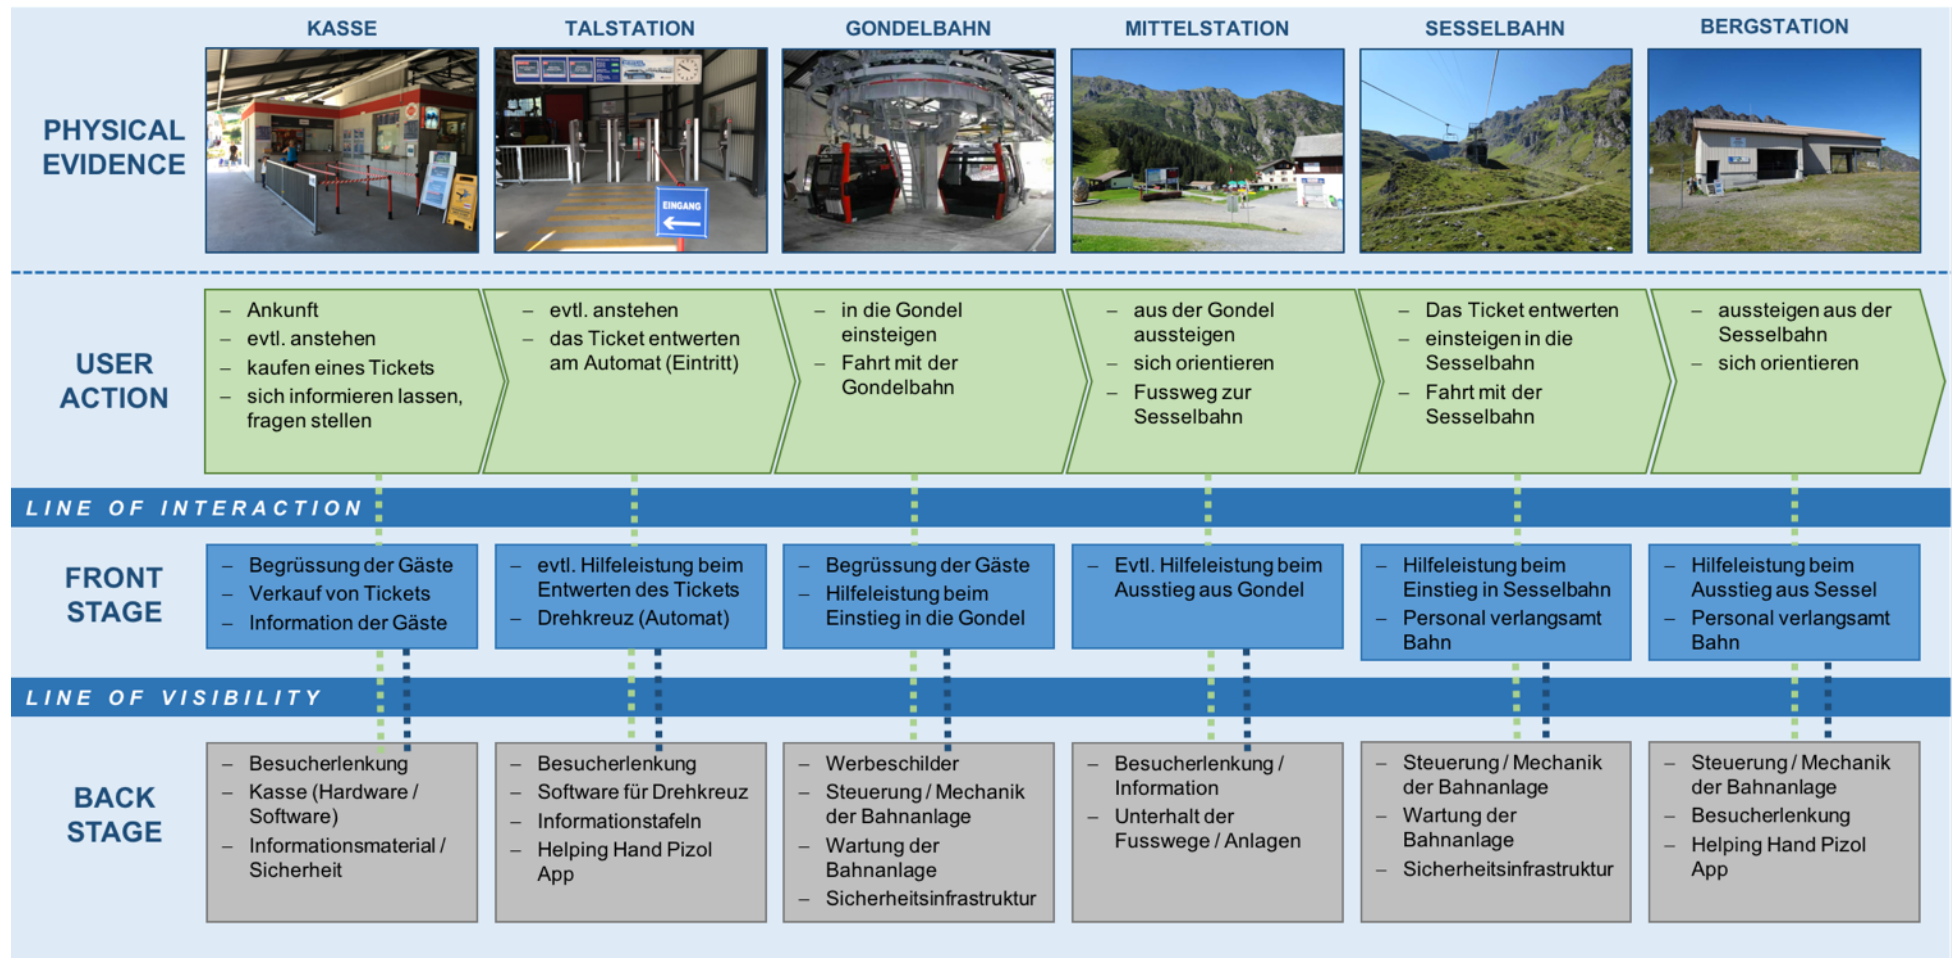 KASSE
TALSTATION
GONDELBAHN
MITTELSTATION
SESSELBAHN
BERGSTATION
PHYSICAL
EVIDENCE
EINGANG
USER
ACTION
– Ankunft
– evtl. anstehen
– kaufen eines Tickets
– sich informieren lassen,
fragen stellen
– evtl. anstehen
– das Ticket entwerten
am Automat (Eintritt)
– in die Gondel
einsteigen
– Fahrt mit der
Gondelbahn
– aus der Gondel
aussteigen
– sich orientieren
– Fussweg zur
Sesselbahn
– Das Ticket entwerten
– einsteigen in die
Sesselbahn
– Fahrt mit der
Sesselbahn
– aussteigen aus der
Sesselbahn
– sich orientieren
LINE OF INTERACTION
FRONT
STAGE
– Begrüssung der Gäste
– Verkauf von Tickets
– Information der Gäste
– evtl. Hilfeleistung beim
Entwerten des Tickets
– Drehkreuz (Automat)
– Begrüssung der Gäste
– Hilfeleistung beim
Einstieg in die Gondel
– Evtl. Hilfeleistung beim
Ausstieg aus Gondel
– Hilfeleistung beim
Einstieg in Sesselbahn
– Personal verlangsamt
Bahn
– Hilfeleistung beim
Ausstieg aus Sessel
– Personal verlangsamt
Bahn
LINE OF VISIBILITY
BACK
STAGE
– Besucherlenkung
– Kasse (Hardware /
Software)
– Informationsmaterial /
Sicherheit
– Besucherlenkung
– Software für Drehkreuz
– Informationstafeln
– Helping Hand Pizol
App
– Werbeschilder
– Steuerung / Mechanik
der Bahnanlage
– Wartung der
Bahnanlage
– Sicherheitsinfrastruktur
– Besucherlenkung /
Information
– Unterhalt der
Fusswege / Anlagen
– Steuerung / Mechanik
der Bahnanlage
– Wartung der
Bahnanlage
– Sicherheitsinfrastruktur
– Steuerung / Mechanik
der Bahnanlage
– Besucherlenkung
– Helping Hand Pizol
App